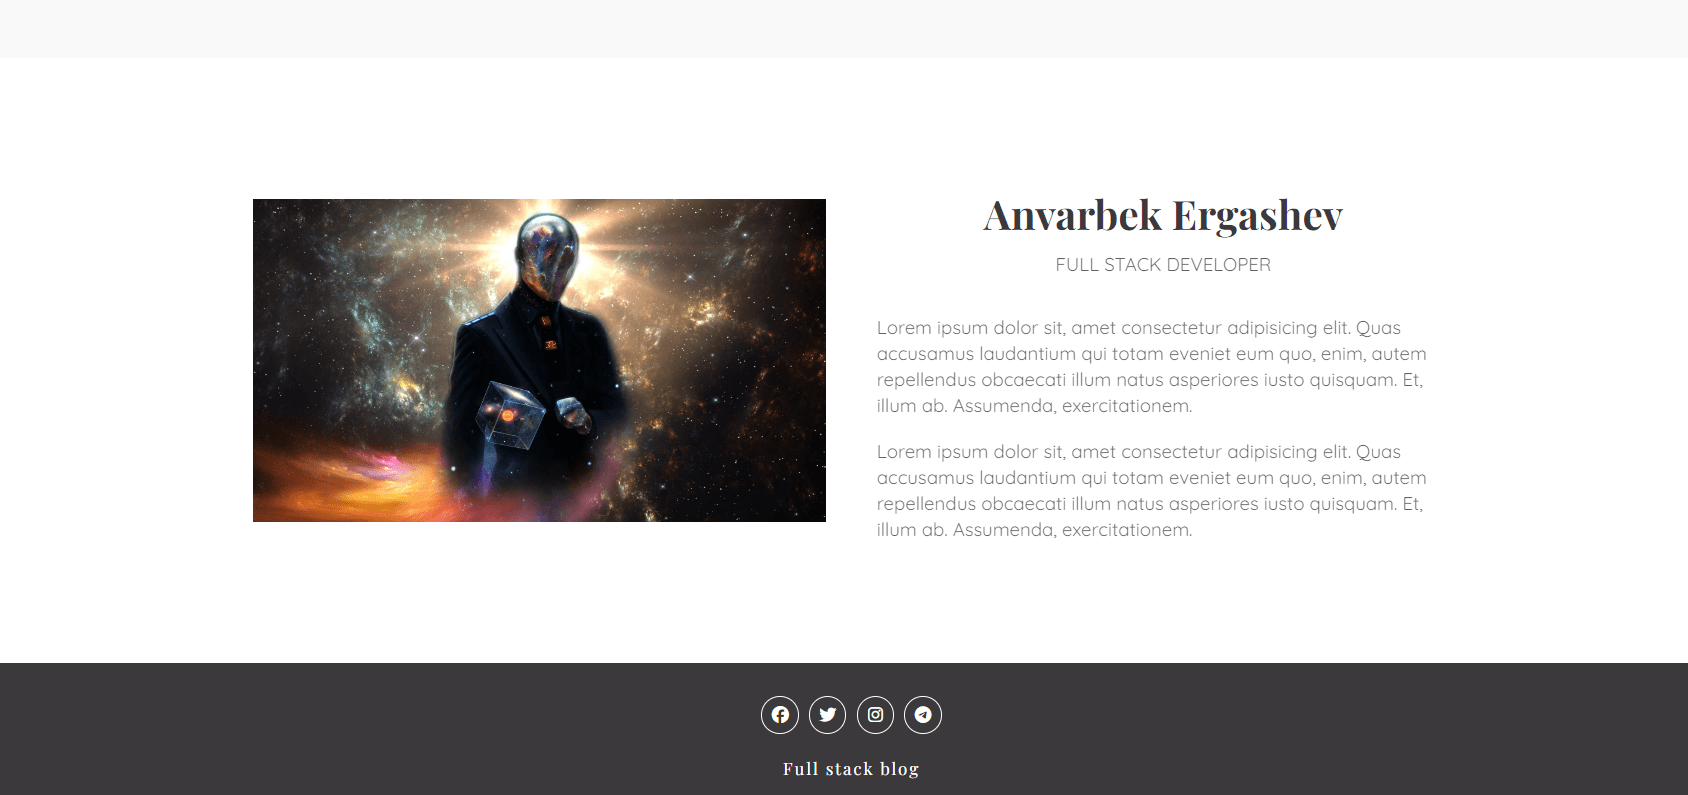 Anvarbek Ergashev
FULL STACK DEVELOPER
Lorem ipsum dolor sit, amet consectetur adipisicing elit. Quas
accusamus laudantium qui totam eveniet eum quo, enim, autem
repellendus obcaecati illum natus asperiores iusto quisquam. Et,
illum ab. Assumenda, exercitationem.
Lorem ipsum dolor sit, amet consectetur adipisicing elit. Quas
accusamus laudantium qui totam eveniet eum quo, enim, autem
repellendus obcaecati illum natus asperiores iusto quisquam. Et,
illum ab. Assumenda, exercitationem.
Full stack blog